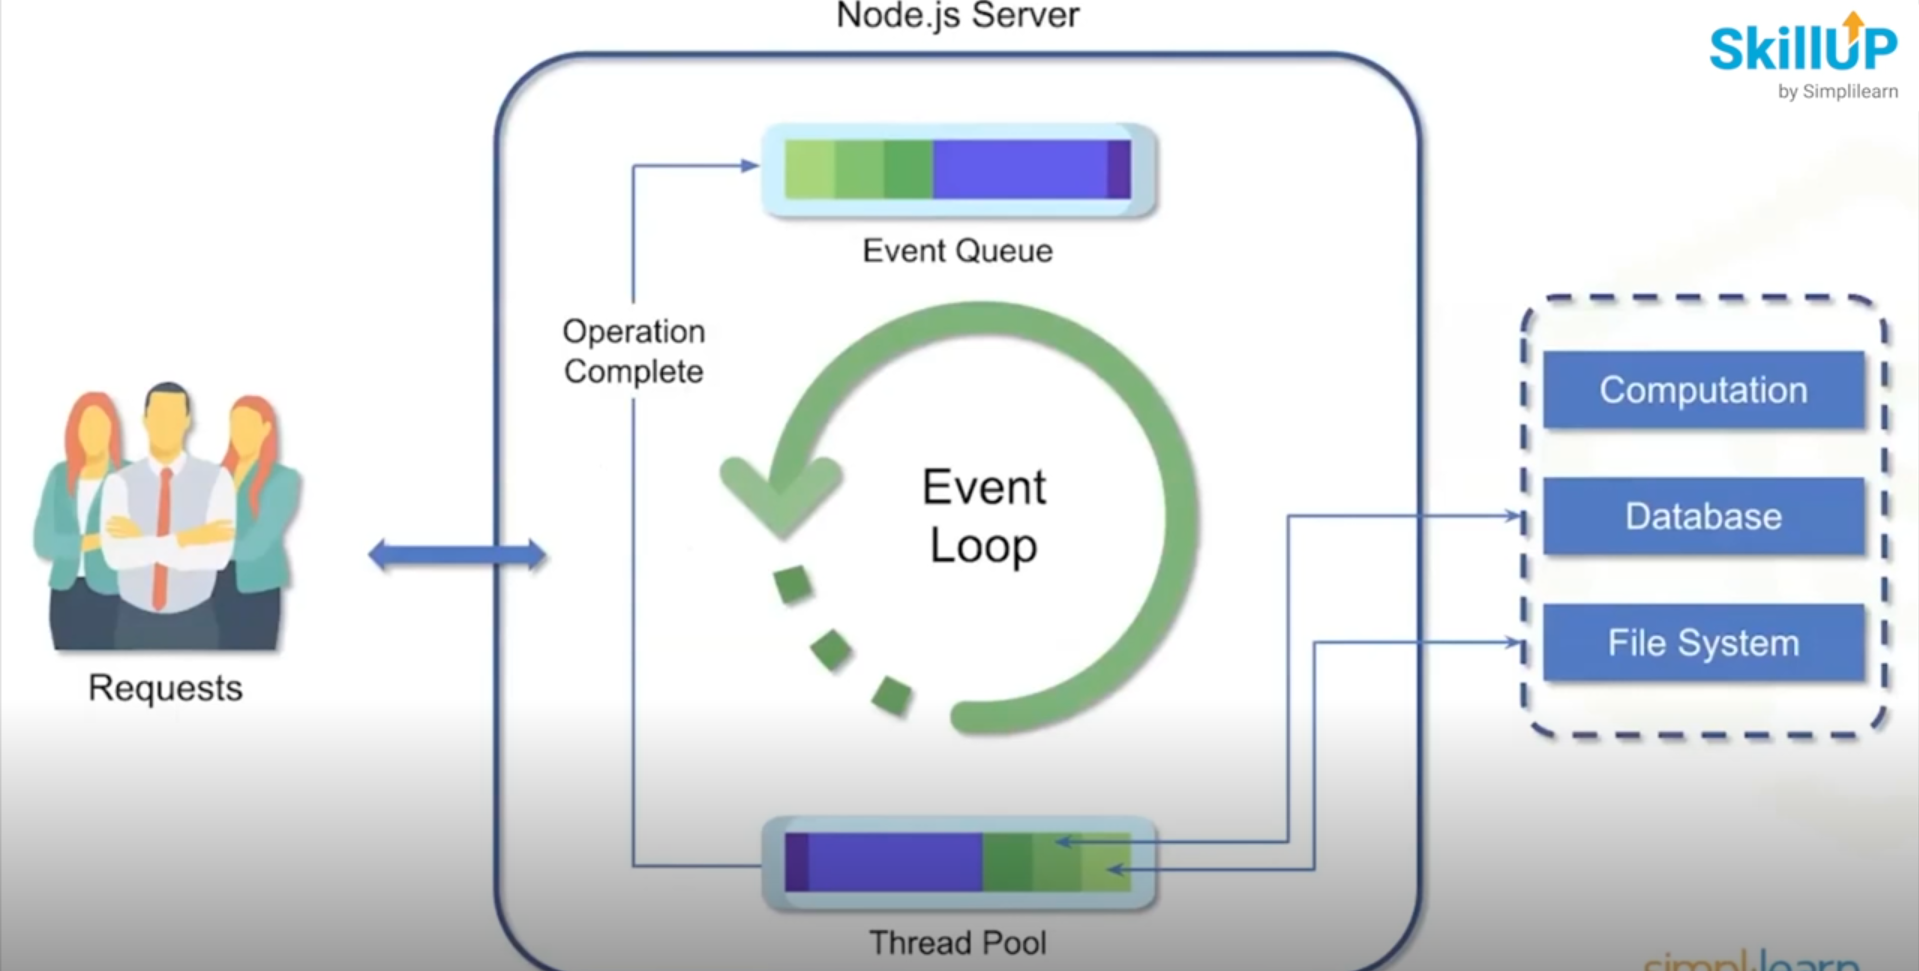 Node.js Server
SkillUP
by Simplilearn
Event Queue
Operation
Complete
Event
Loop
Computation
Database
File System
Requests
Thread Pool
simplilearn